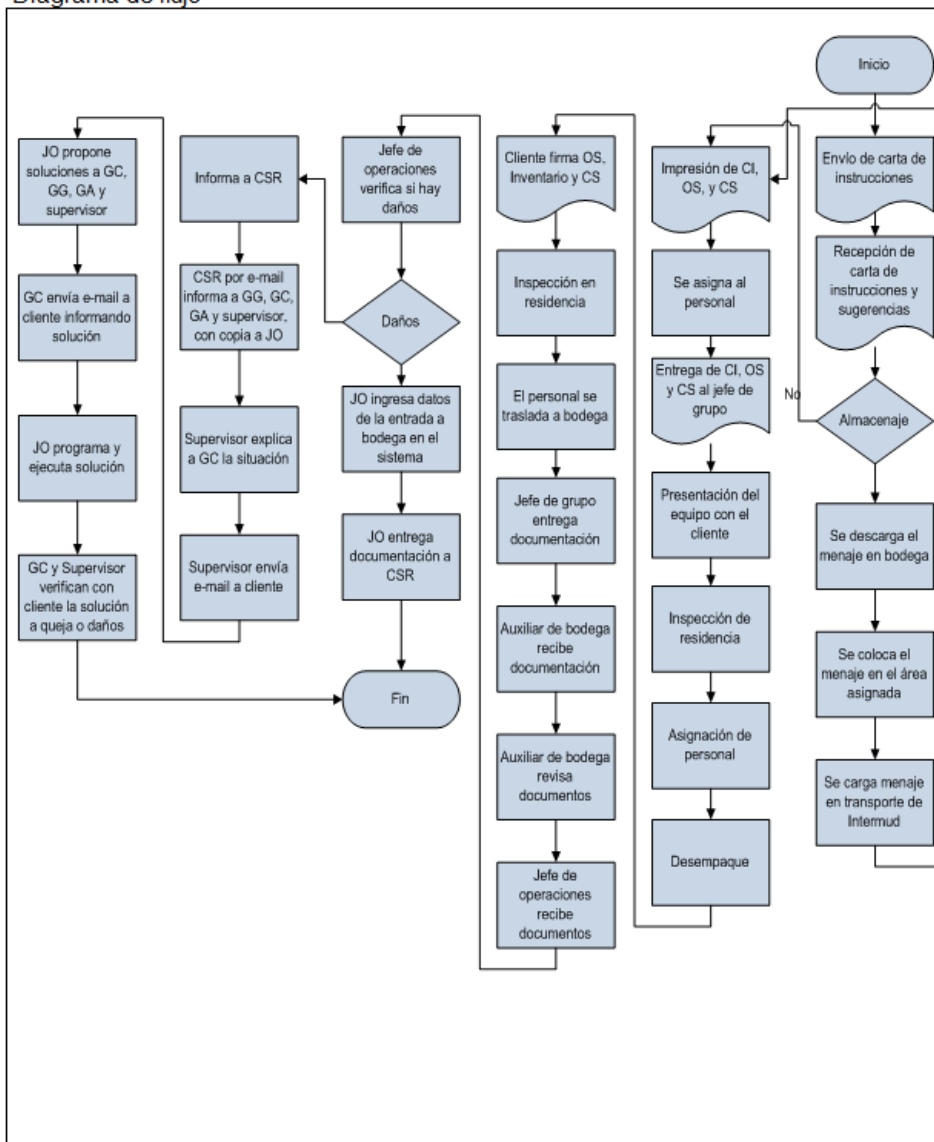 Diagrama de flujo
JO propone
soluciones a GC,
GG, GA y
supervisor
GC envía e-mail a
cliente informando
solución
JO programa y
ejecuta solución
GC y Supervisor
verifican con
cliente la solución
a queja o daños
Informa a CSR
CSR por e-mail
informa a GG, GC,
GA y supervisor,
con copia a JO
Supervisor explica
a GC la situación
Supervisor envía
e-mail a cliente
Jefe de
operaciones
verifica si hay
daños
Daños
JO ingresa datos
de la entrada a
bodega en el
sistema
JO entrega
documentación a
CSR
Fin
Cliente firma OS,
Inventario y CS
Inspección en
residencia
El personal se
traslada a bodega
Jefe de grupo
entrega
documentación
Auxiliar de bodega
recibe
documentación
Auxiliar de bodega
revisa
documentos
Jefe de
operaciones
recibe
documentos
Impresión de CI,
OS, y CS
Se asigna al
personal
Entrega de CI, OS
y CS al jefe de
grupo
Presentación del
equipo con el
cliente
Inspección de
residencia
Asignación de
personal
Desempaque
Inicio
Envío de carta de
instrucciones
Recepción de
carta de
instrucciones y
sugerencias
No
Almacenaje
Se descarga el
menaje en bodega
Se coloca el
menaje en el área
asignada
Se carga menaje
en transporte de
Intermud